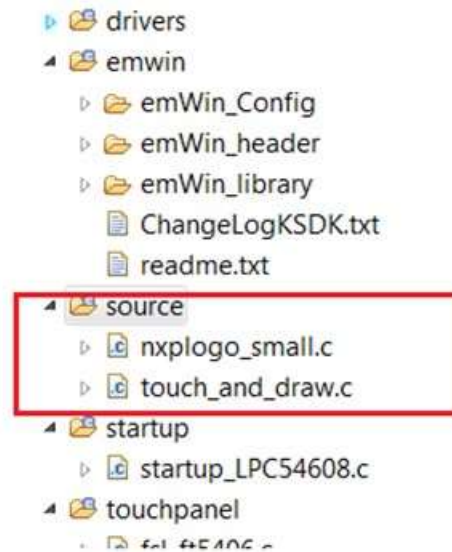 drivers
emwin
emWin_Config
emWin_header
emWin_library
ChangeLogKSDK.txt
readme.txt
source
nxplogo_small.c
touch_and_draw.c
startup
startup_LPC54608.c
touchpanel